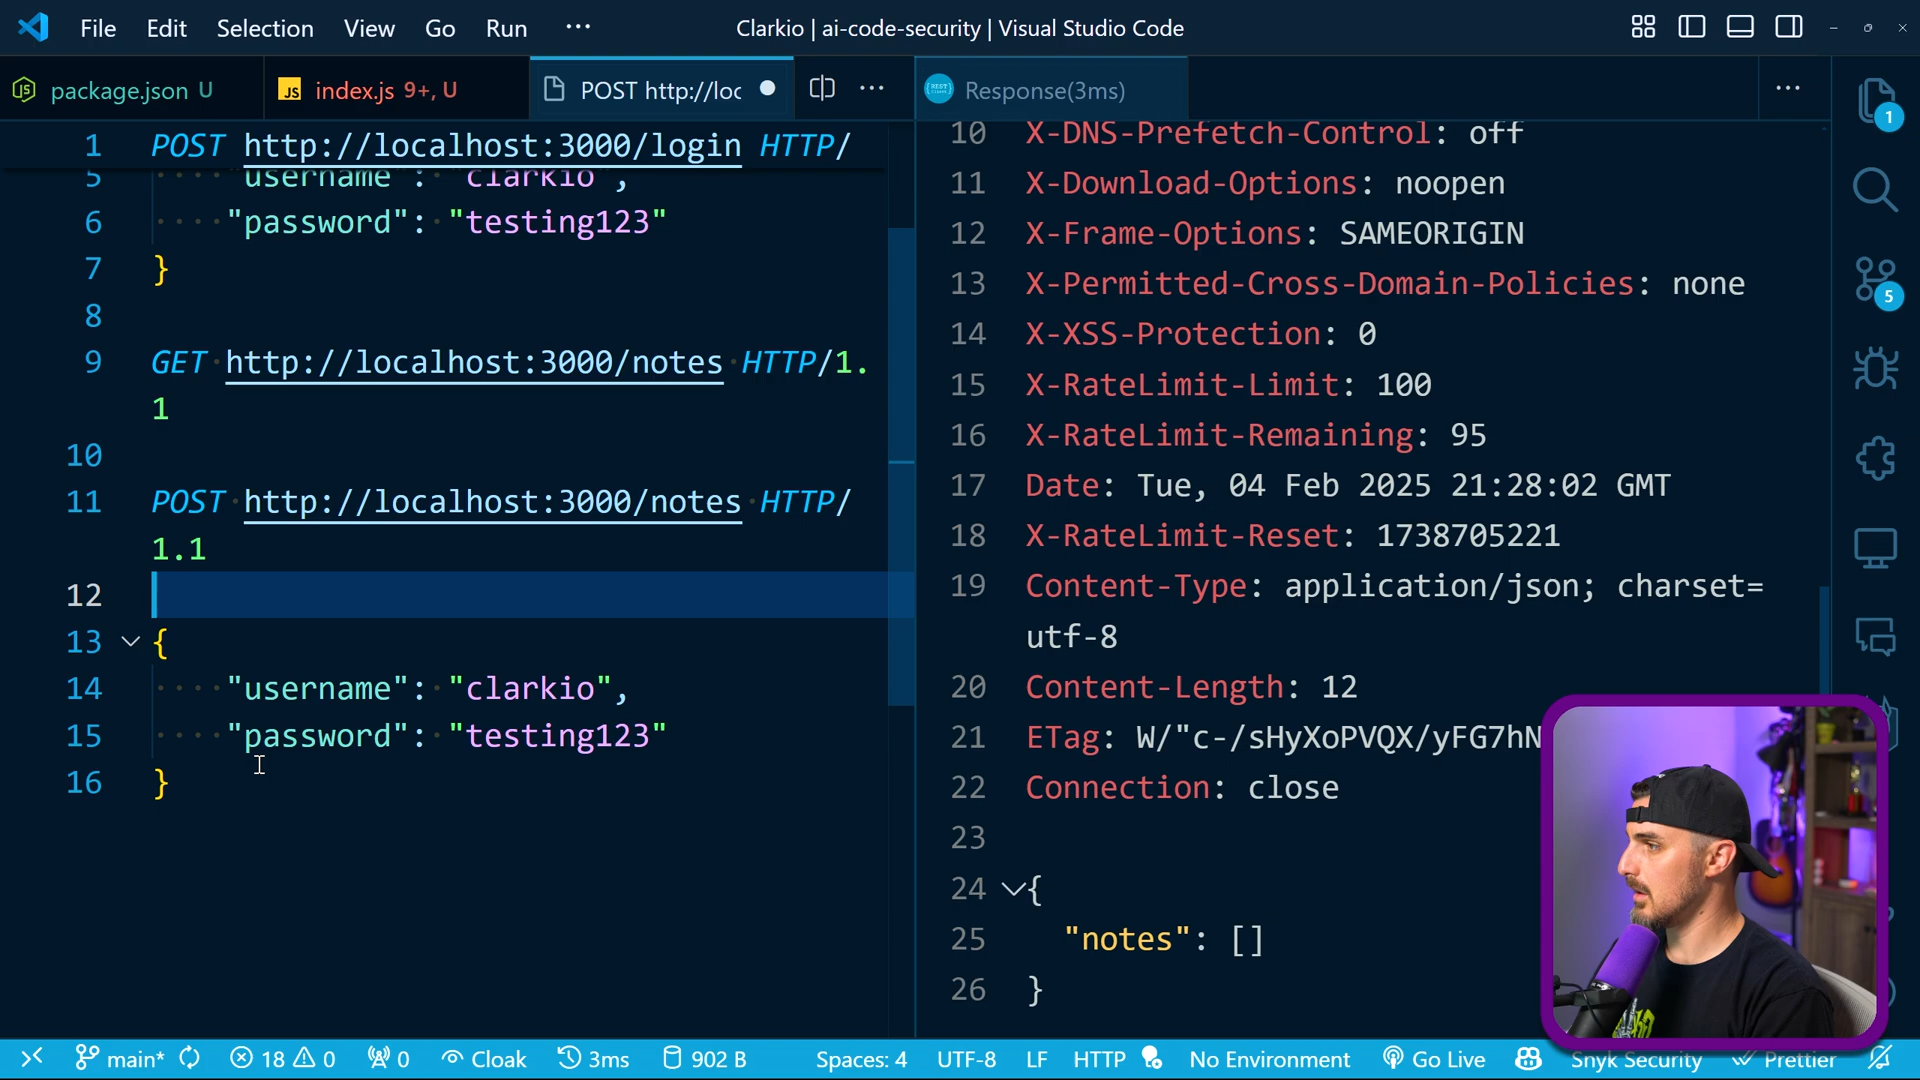 File Edit Selection View Go Run ··· Clarkio | ai-code-security | Visual Studio Code
package.json U
index.js 9+, U
POST http://loc
Response(3ms)
1 POST http://localhost:3000/login HTTP/
5 "username": "clarkio",
6 "password": "testing123"
7 }
8
9 GET http://localhost:3000/notes HTTP/1.
1
10
11 POST http://localhost:3000/notes HTTP/
1.1
12
13 {
14 "username": "clarkio",
15 "password": "testing123"
16 }
10 X-DNS-Prefetch-Control: off
11 X-Download-Options: noopen
12 X-Frame-Options: SAMEORIGIN
13 X-Permitted-Cross-Domain-Policies: none
14 X-XSS-Protection: 0
15 X-RateLimit-Limit: 100
16 X-RateLimit-Remaining: 95
17 Date: Tue, 04 Feb 2025 21:28:02 GMT
18 X-RateLimit-Reset: 1738705221
19 Content-Type: application/json; charset=
utf-8
20 Content-Length: 12
21 ETag: W/"c-/sHyXoPVQX/yFG7hN
22 Connection: close
23
24 {
25 "notes": []
26 }
1
5
main* 18 0 0 Cloak 3ms 902 B Spaces: 4 UTF-8 LF HTTP No Environment Go Live Snyk Security Prettier